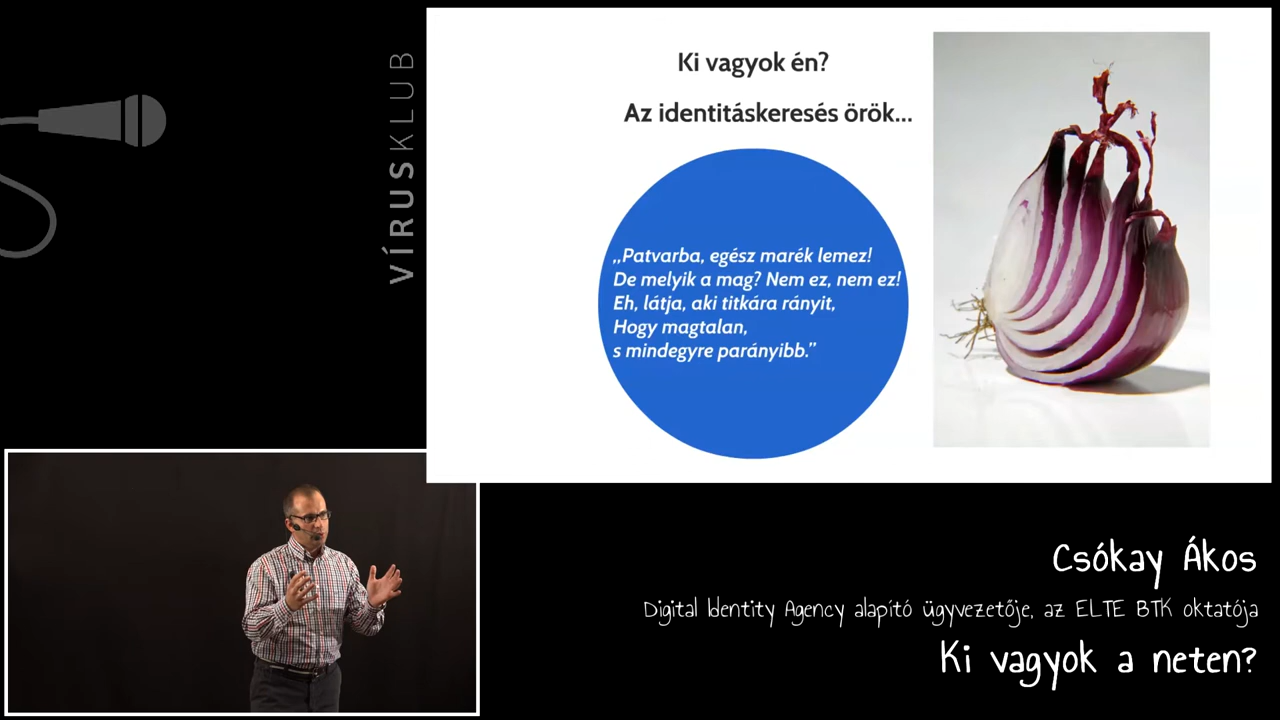 VÍRUSKLUB
Ki vagyok én?
Az identitáskeresés örök...
„Patvarba, egész marék lemez!
De melyik a mag? Nem ez, nem ez!
Eh, látja, aki titkára rányit,
Hogy magtalan,
s mindegyre parányibb.”
Csókay Ákos
Digital Identity Agency alapító ügyvezetője, az ELTE BTK oktatója
Ki vagyok a neten?